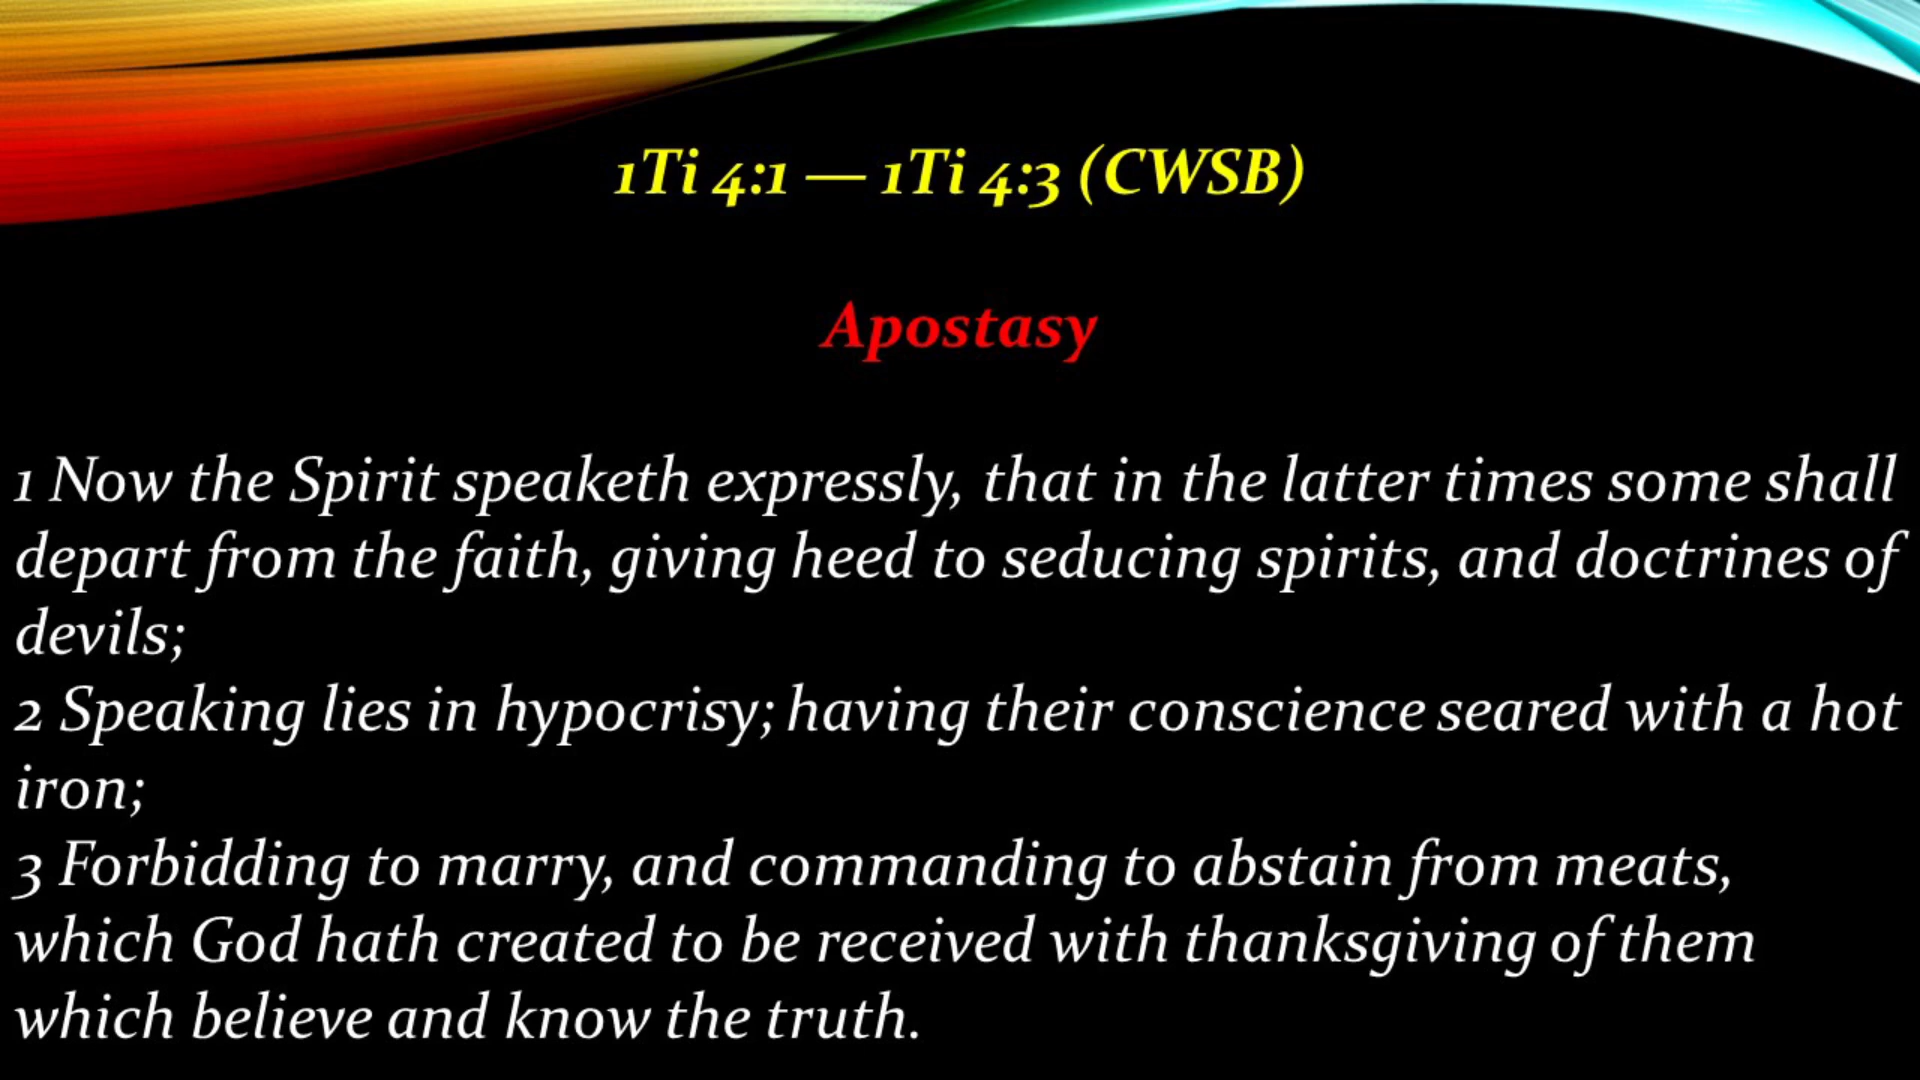 1Ti 4:1 — 1Ti 4:3 (CWSB)
Apostasy
1 Now the Spirit speaketh expressly, that in the latter times some shall
depart from the faith, giving heed to seducing spirits, and doctrines of
devils;
2 Speaking lies in hypocrisy; having their conscience seared with a hot
iron;
3 Forbidding to marry, and commanding to abstain from meats,
which God hath created to be received with thanksgiving of them
which believe and know the truth.